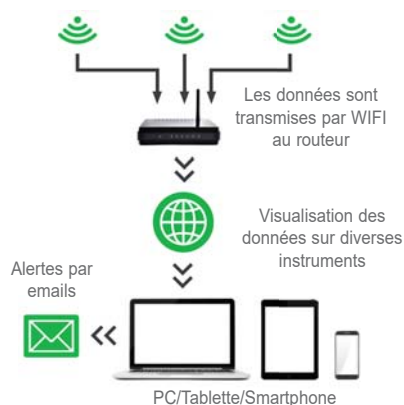 Les données sont
transmises par WIFI
au routeur
Visualisation des
données sur diverses
instruments
Alertes par
emails
PC/Tablette/Smartphone